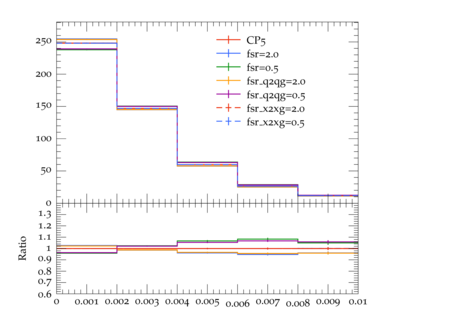 250
200
150
100
50
0
CP5
fsr=2.0
fsr=0.5
fsr_q2qg=2.0
fsr_q2qg=0.5
fsr_x2xg=2.0
fsr_x2xg=0.5
Ratio
1.3
1.2
1.1
1
0.9
0.8
0.7
0.6
0 0.001 0.002 0.003 0.004 0.005 0.006 0.007 0.008 0.009 0.01